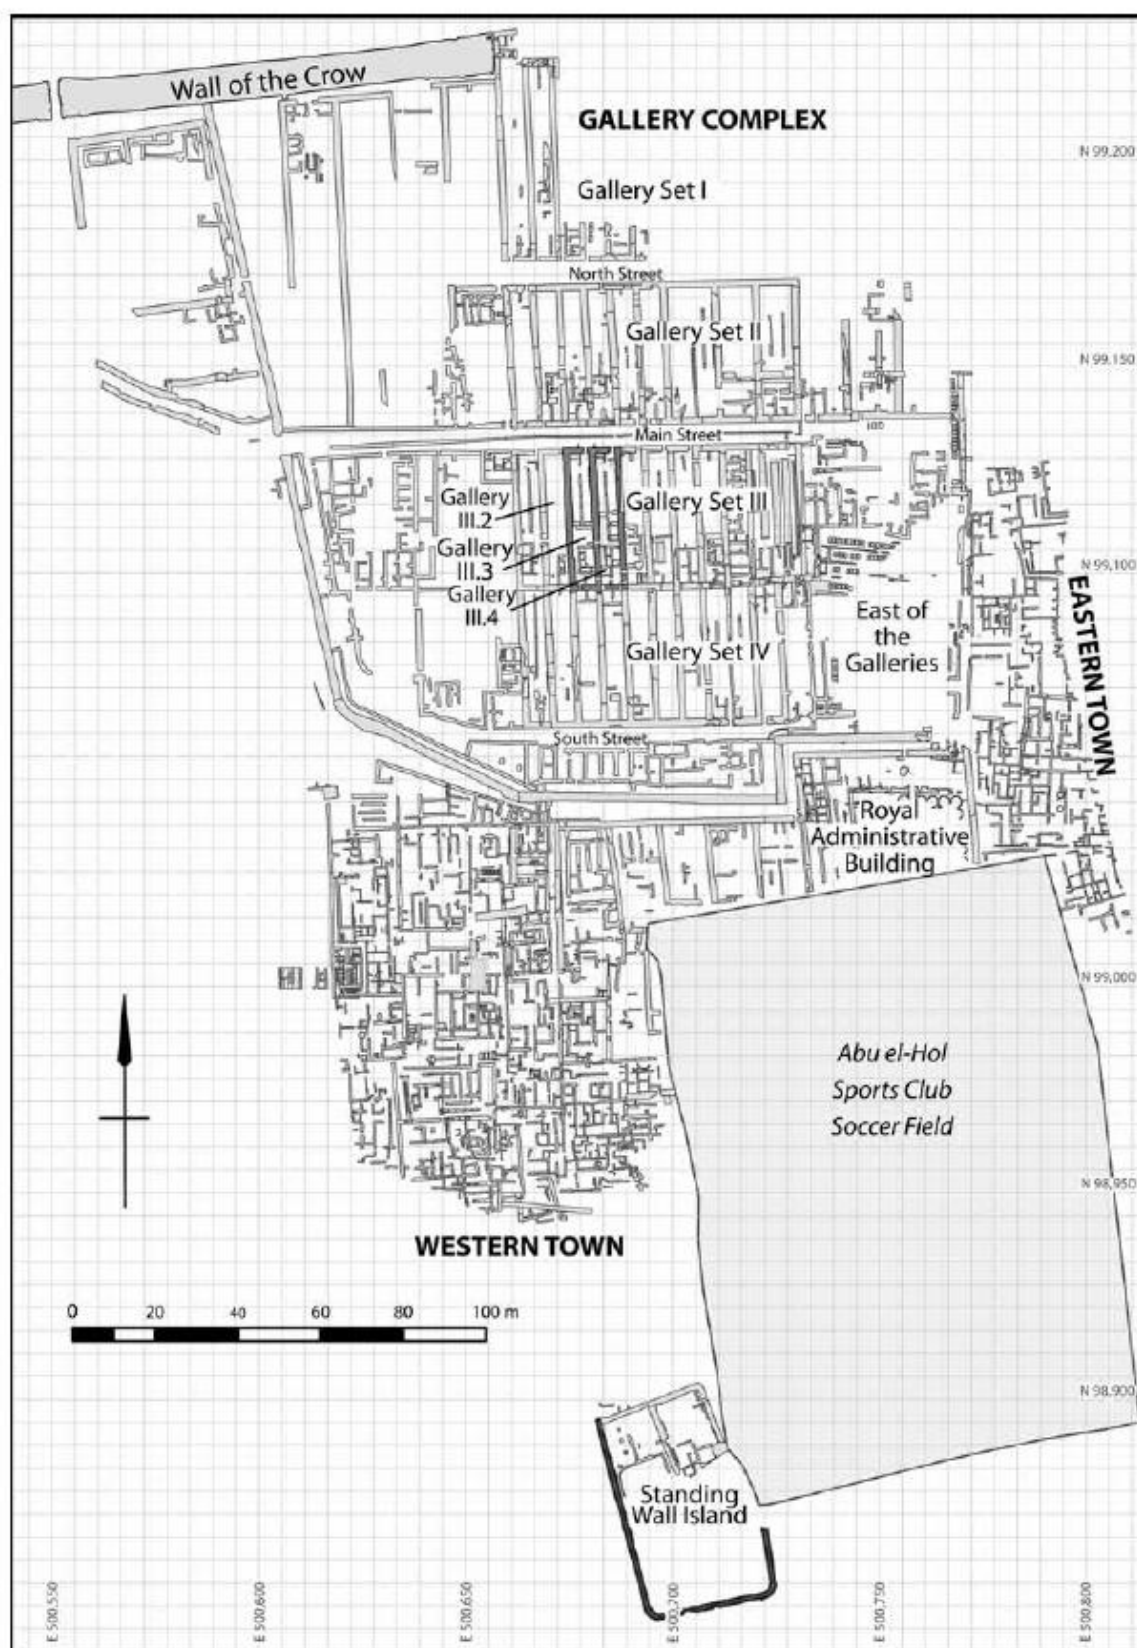 Wall of the Crow
GALLERY COMPLEX
N 99,200
Gallery Set I
North Street
Gallery Set II
N 99,150
Main Street
Gallery
III.2
Gallery Set III
Gallery
III.3
Gallery
III.4
N 99,100
East of
the
Galleries
EASTERN TOWN
Gallery Set IV
South Street
Royal
Administrative
Building
N 99,000
Abu el-Hol
Sports Club
Soccer Field
N 98,950
WESTERN TOWN
0 20 40 60 80 100 m
N 98,900
Standing
Wall Island
E 500,550
E 500,600
E 500,650
E 500,700
E 500,750
E 500,800